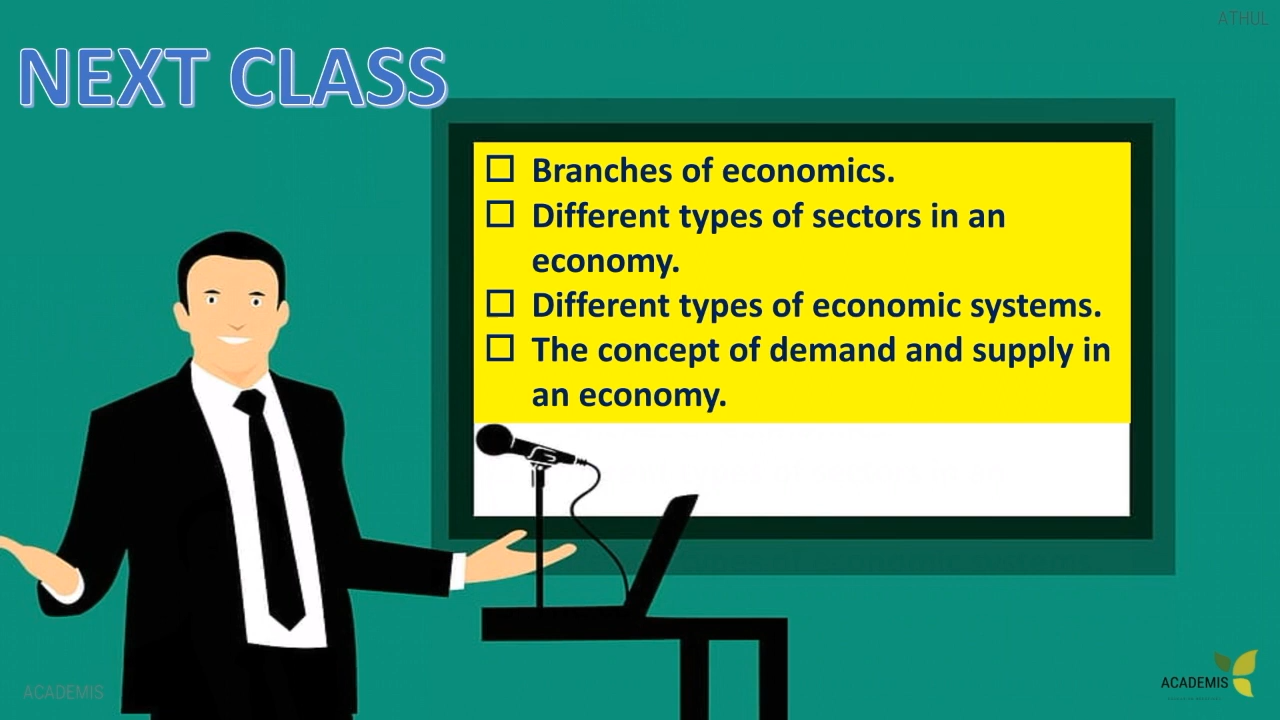 ATHUL
NEXT CLASS
Branches of economics.
Different types of sectors in an
economy.
Different types of economic systems.
The concept of demand and supply in
an economy.
ACADEMIS
ACADEMIS